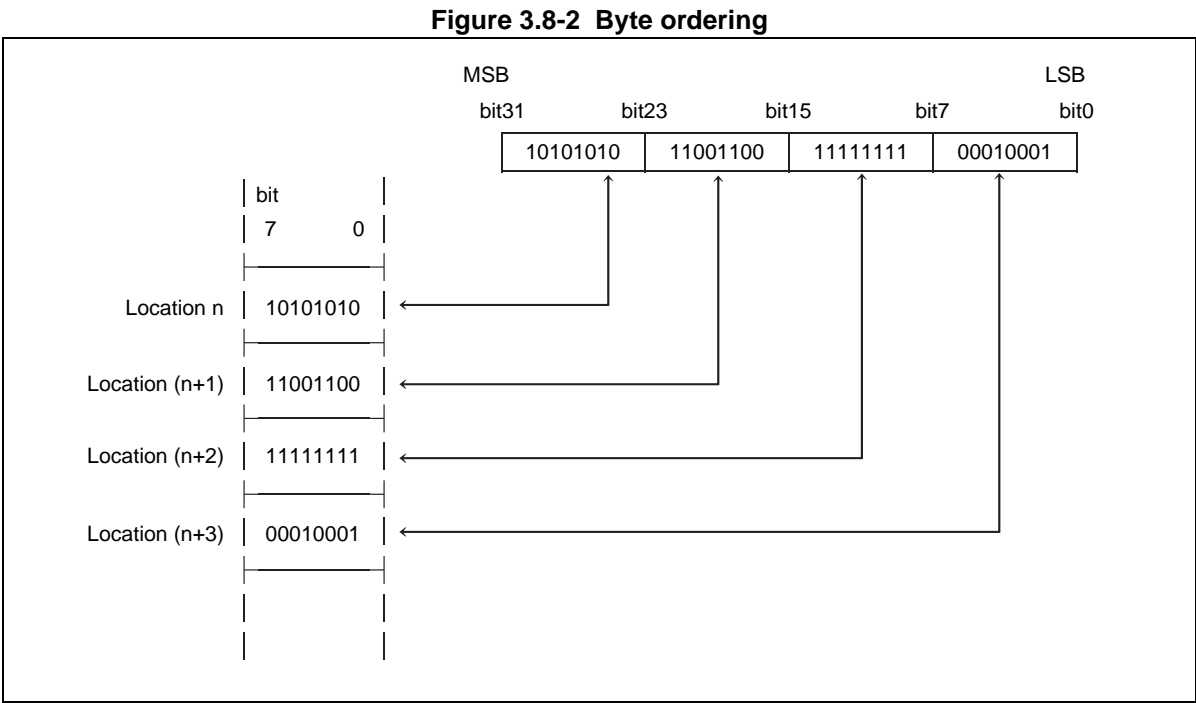 Figure 3.8-2 Byte ordering
MSB LSB
bit31 bit23 bit15 bit7 bit0
10101010 11001100 11111111 00010001
bit
7 0
Location n 10101010
Location (n+1) 11001100
Location (n+2) 11111111
Location (n+3) 00010001